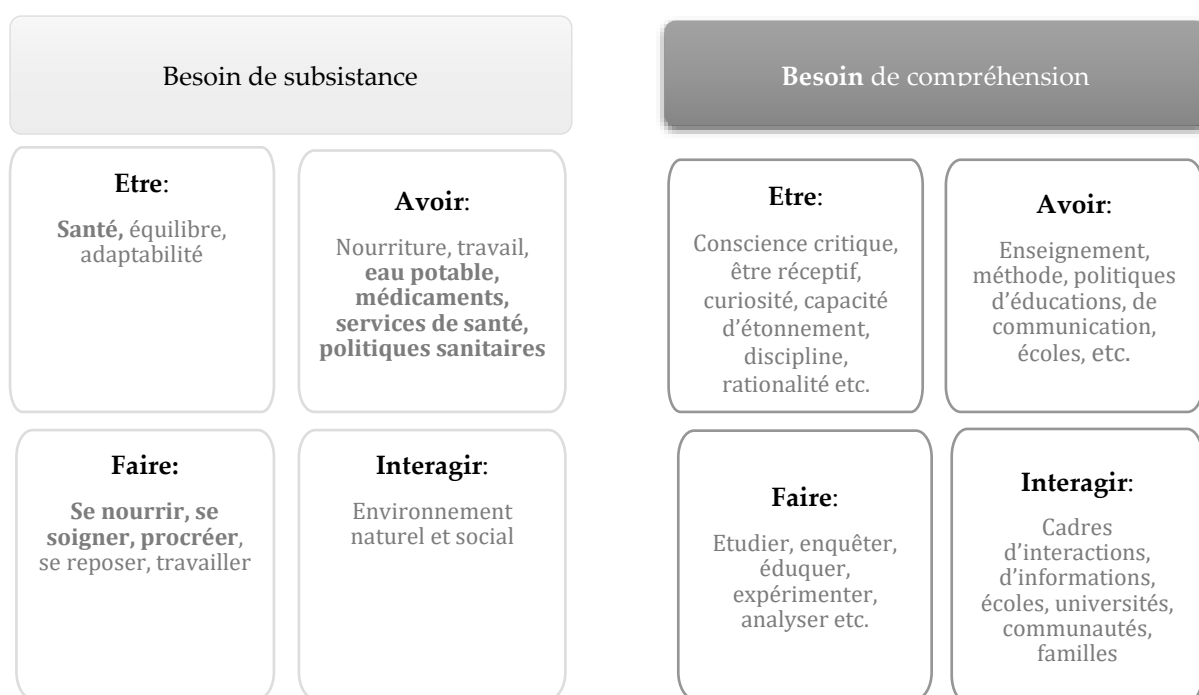 Besoin de subsistance
Etre:
Santé, équilibre,
adaptabilité
Avoir:
Nourriture, travail,
eau potable,
médicaments,
services de santé,
politiques sanitaires
Faire:
Se nourrir, se
soigner, procréer,
se reposer, travailler
Interagir:
Environnement
naturel et social
Besoin de compréhension
Etre:
Conscience critique,
être réceptif,
curiosité, capacité
d’étonnement,
discipline,
rationalité etc.
Avoir:
Enseignement,
méthode, politiques
d’éducations, de
communication,
écoles, etc.
Faire:
Etudier, enquêter,
éduquer,
expérimenter,
analyser etc.
Interagir:
Cadres
d’interactions,
d’informations,
écoles, universités,
communautés,
familles